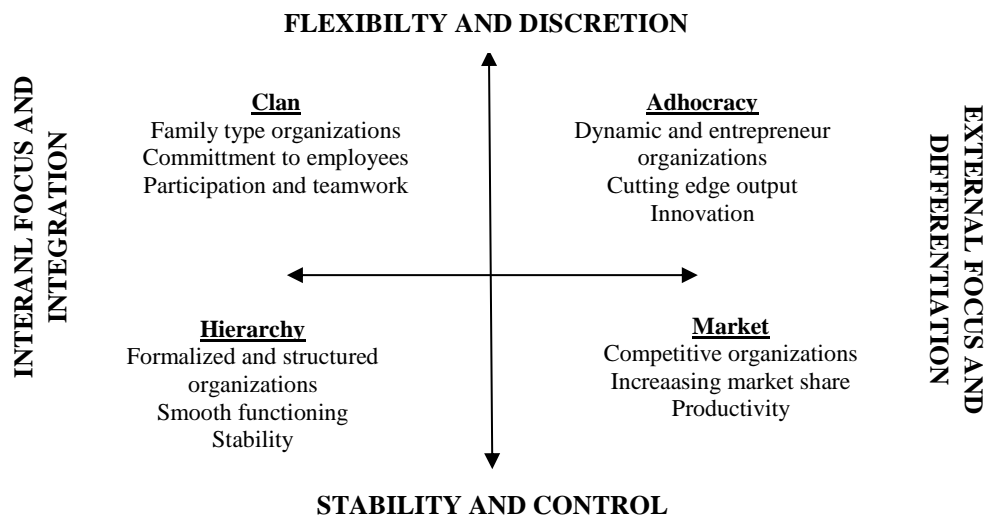 FLEXIBILTY AND DISCRETION
INTERANL FOCUS AND
INTEGRATION
Clan
Family type organizations
Committment to employees
Participation and teamwork
Adhocracy
Dynamic and entrepreneur
organizations
Cutting edge output
Innovation
EXTERNAL FOCUS AND
DIFFERENTIATION
Hierarchy
Formalized and structured
organizations
Smooth functioning
Stability
Market
Competitive organizations
Increaasing market share
Productivity
STABILITY AND CONTROL